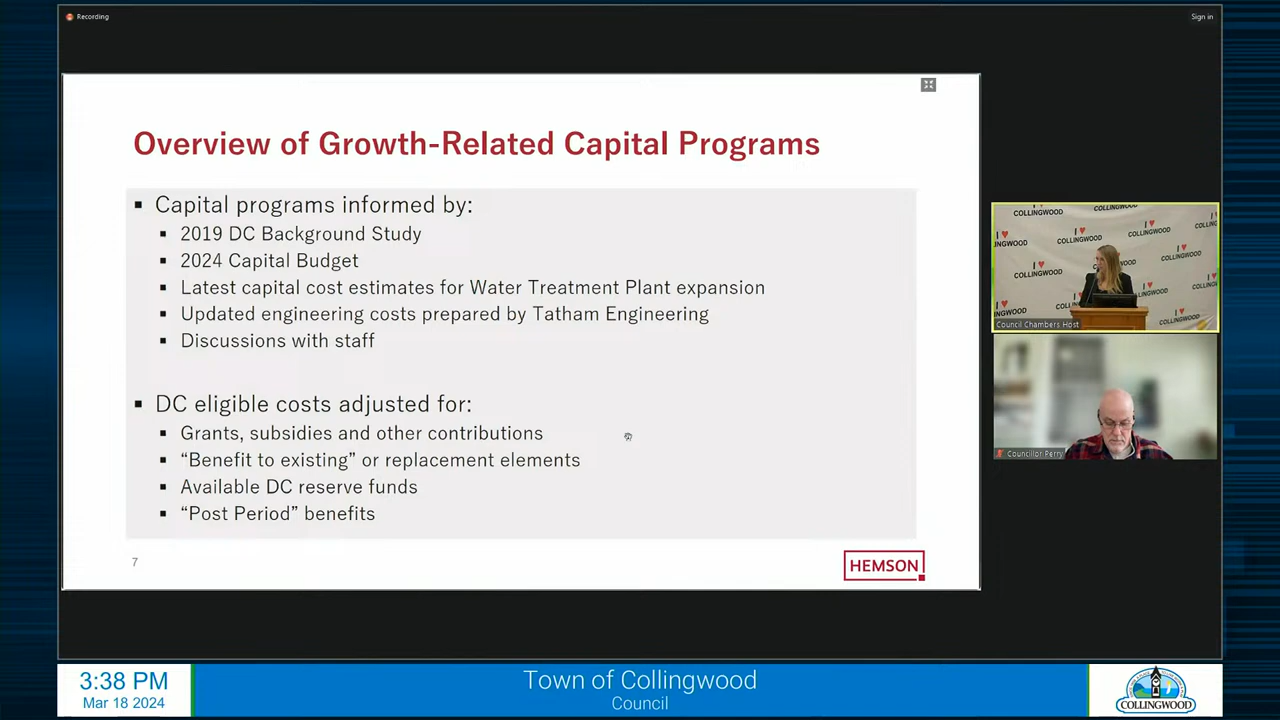 Recording
Sign in
Overview of Growth-Related Capital Programs
▪ Capital programs informed by:
▪ 2019 DC Background Study
▪ 2024 Capital Budget
▪ Latest capital cost estimates for Water Treatment Plant expansion
▪ Updated engineering costs prepared by Tatham Engineering
▪ Discussions with staff
▪ DC eligible costs adjusted for:
▪ Grants, subsidies and other contributions
▪ “Benefit to existing” or replacement elements
▪ Available DC reserve funds
▪ “Post Period” benefits
7
HEMSON
COLLINGWOOD
I ♥
COLLINGWOOD
Council Chambers Host
Councillor Perry
3:38 PM
Mar 18 2024
Town of Collingwood
Council
COLLINGWOOD